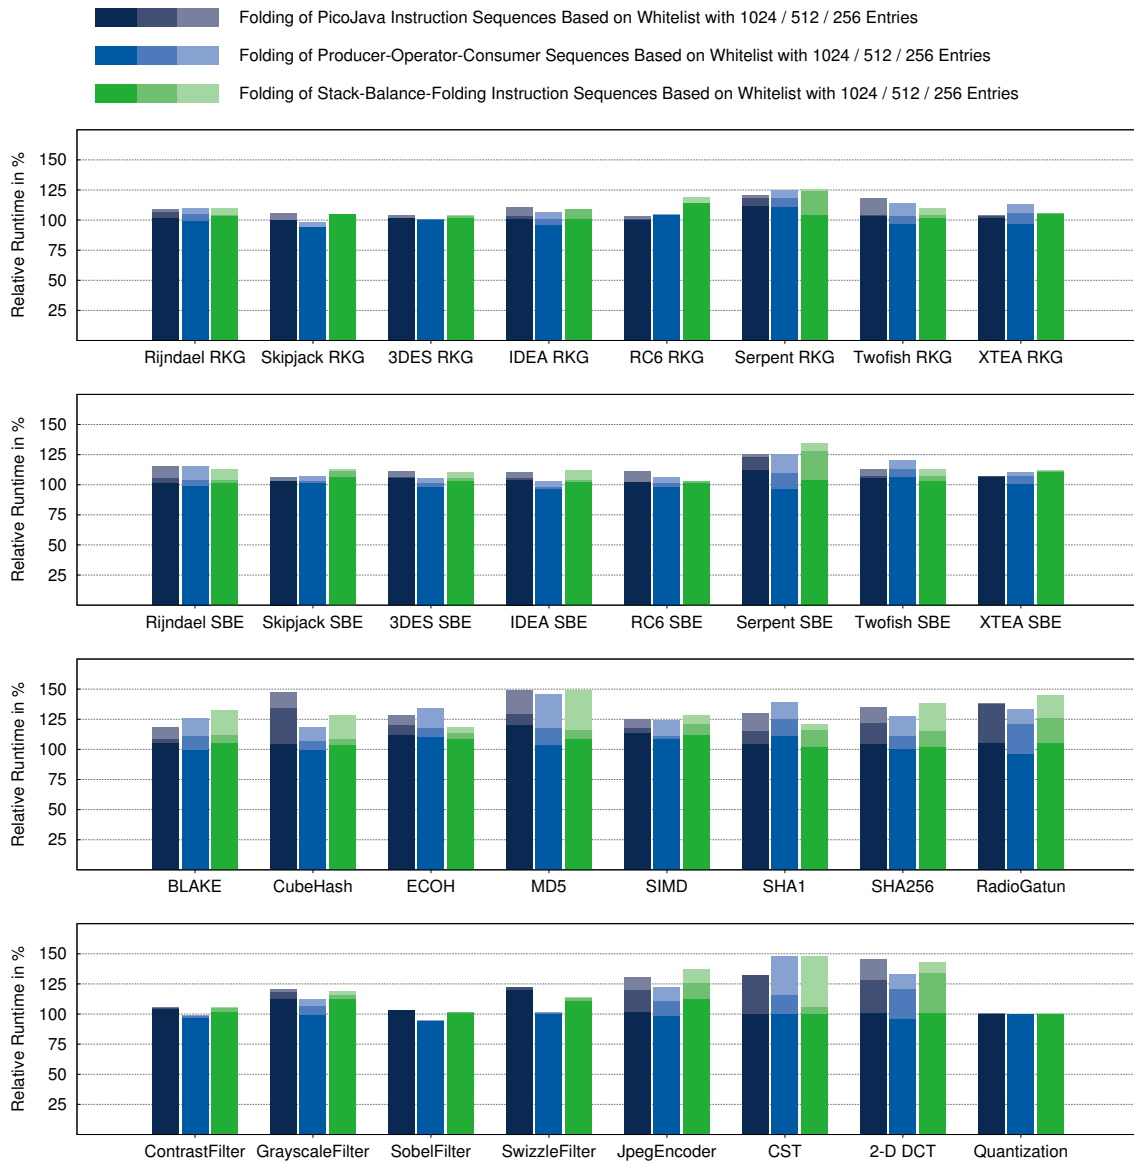 Folding of PicoJava Instruction Sequences Based on Whitelist with 1024 / 512 / 256 Entries
Folding of Producer-Operator-Consumer Sequences Based on Whitelist with 1024 / 512 / 256 Entries
Folding of Stack-Balance-Folding Instruction Sequences Based on Whitelist with 1024 / 512 / 256 Entries
Relative Runtime in %
150
125
100
75
50
25
Rijndael RKG Skipjack RKG 3DES RKG IDEA RKG RC6 RKG Serpent RKG Twofish RKG XTEA RKG
Relative Runtime in %
150
125
100
75
50
25
Rijndael SBE Skipjack SBE 3DES SBE IDEA SBE RC6 SBE Serpent SBE Twofish SBE XTEA SBE
Relative Runtime in %
150
125
100
75
50
25
BLAKE CubeHash ECOH MD5 SIMD SHA1 SHA256 RadioGatun
Relative Runtime in %
150
125
100
75
50
25
ContrastFilter GrayscaleFilter SobelFilter SwizzleFilter JpegEncoder CST 2-D DCT Quantization